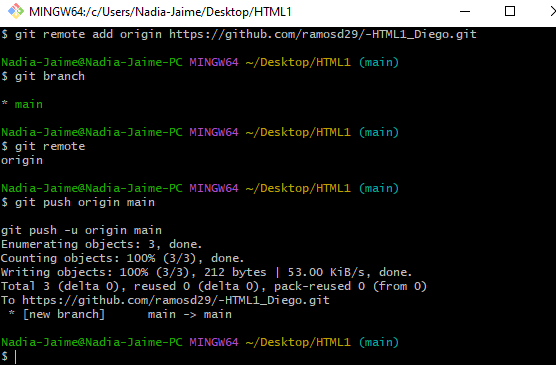 MINGW64:/c/Users/Nadia-Jaime/Desktop/HTML1
$ git remote add origin https://github.com/ramosd29/-HTML1_Diego.git
Nadia-Jaime@Nadia-Jaime-PC MINGW64 ~/Desktop/HTML1 (main)
$ git branch
* main
Nadia-Jaime@Nadia-Jaime-PC MINGW64 ~/Desktop/HTML1 (main)
$ git remote
origin
Nadia-Jaime@Nadia-Jaime-PC MINGW64 ~/Desktop/HTML1 (main)
$ git push origin main
git push -u origin main
Enumerating objects: 3, done.
Counting objects: 100% (3/3), done.
Writing objects: 100% (3/3), 212 bytes | 53.00 KiB/s, done.
Total 3 (delta 0), reused 0 (delta 0), pack-reused 0 (from 0)
To https://github.com/ramosd29/-HTML1_Diego.git
* [new branch]      main -> main
Nadia-Jaime@Nadia-Jaime-PC MINGW64 ~/Desktop/HTML1 (main)
$